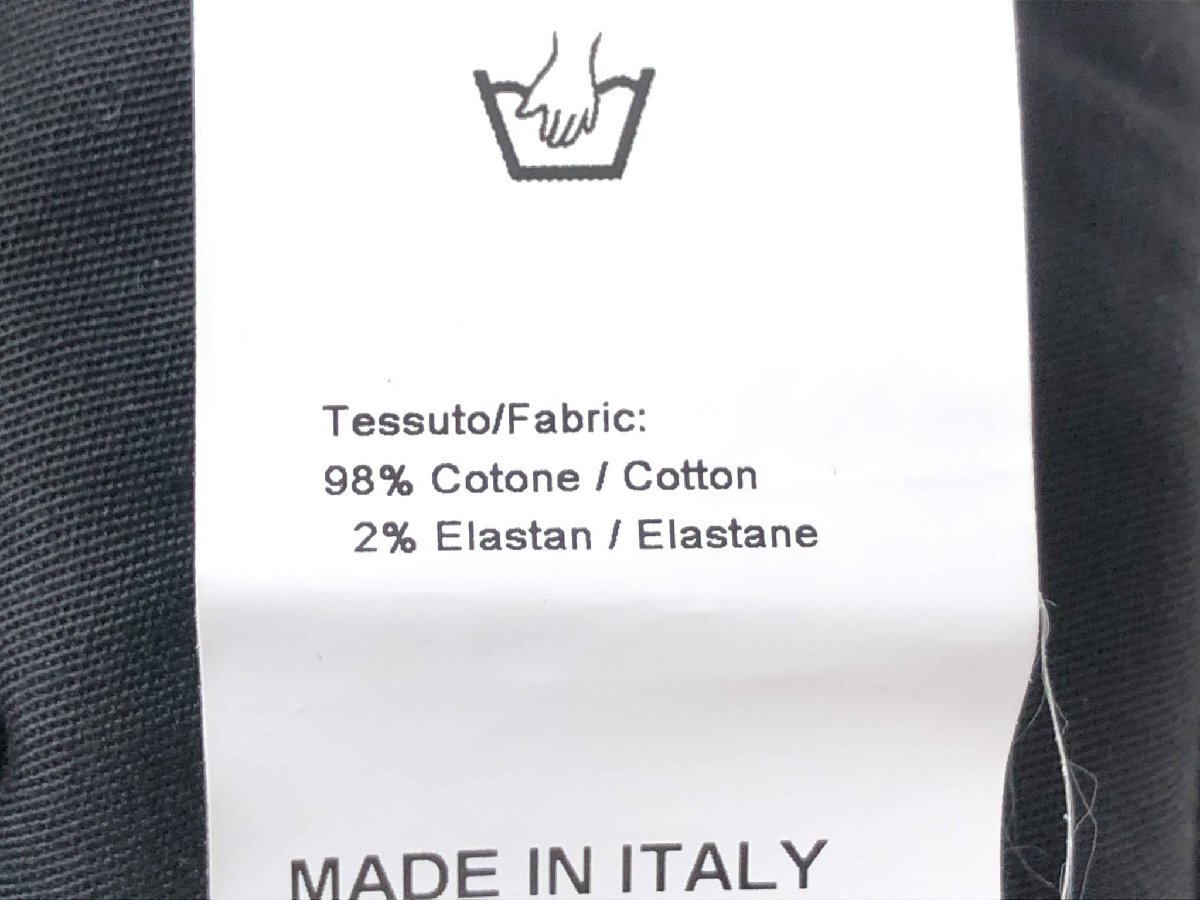 Tessuto/Fabric:
98% Cotone / Cotton
2% Elastan / Elastane
MADE IN ITALY